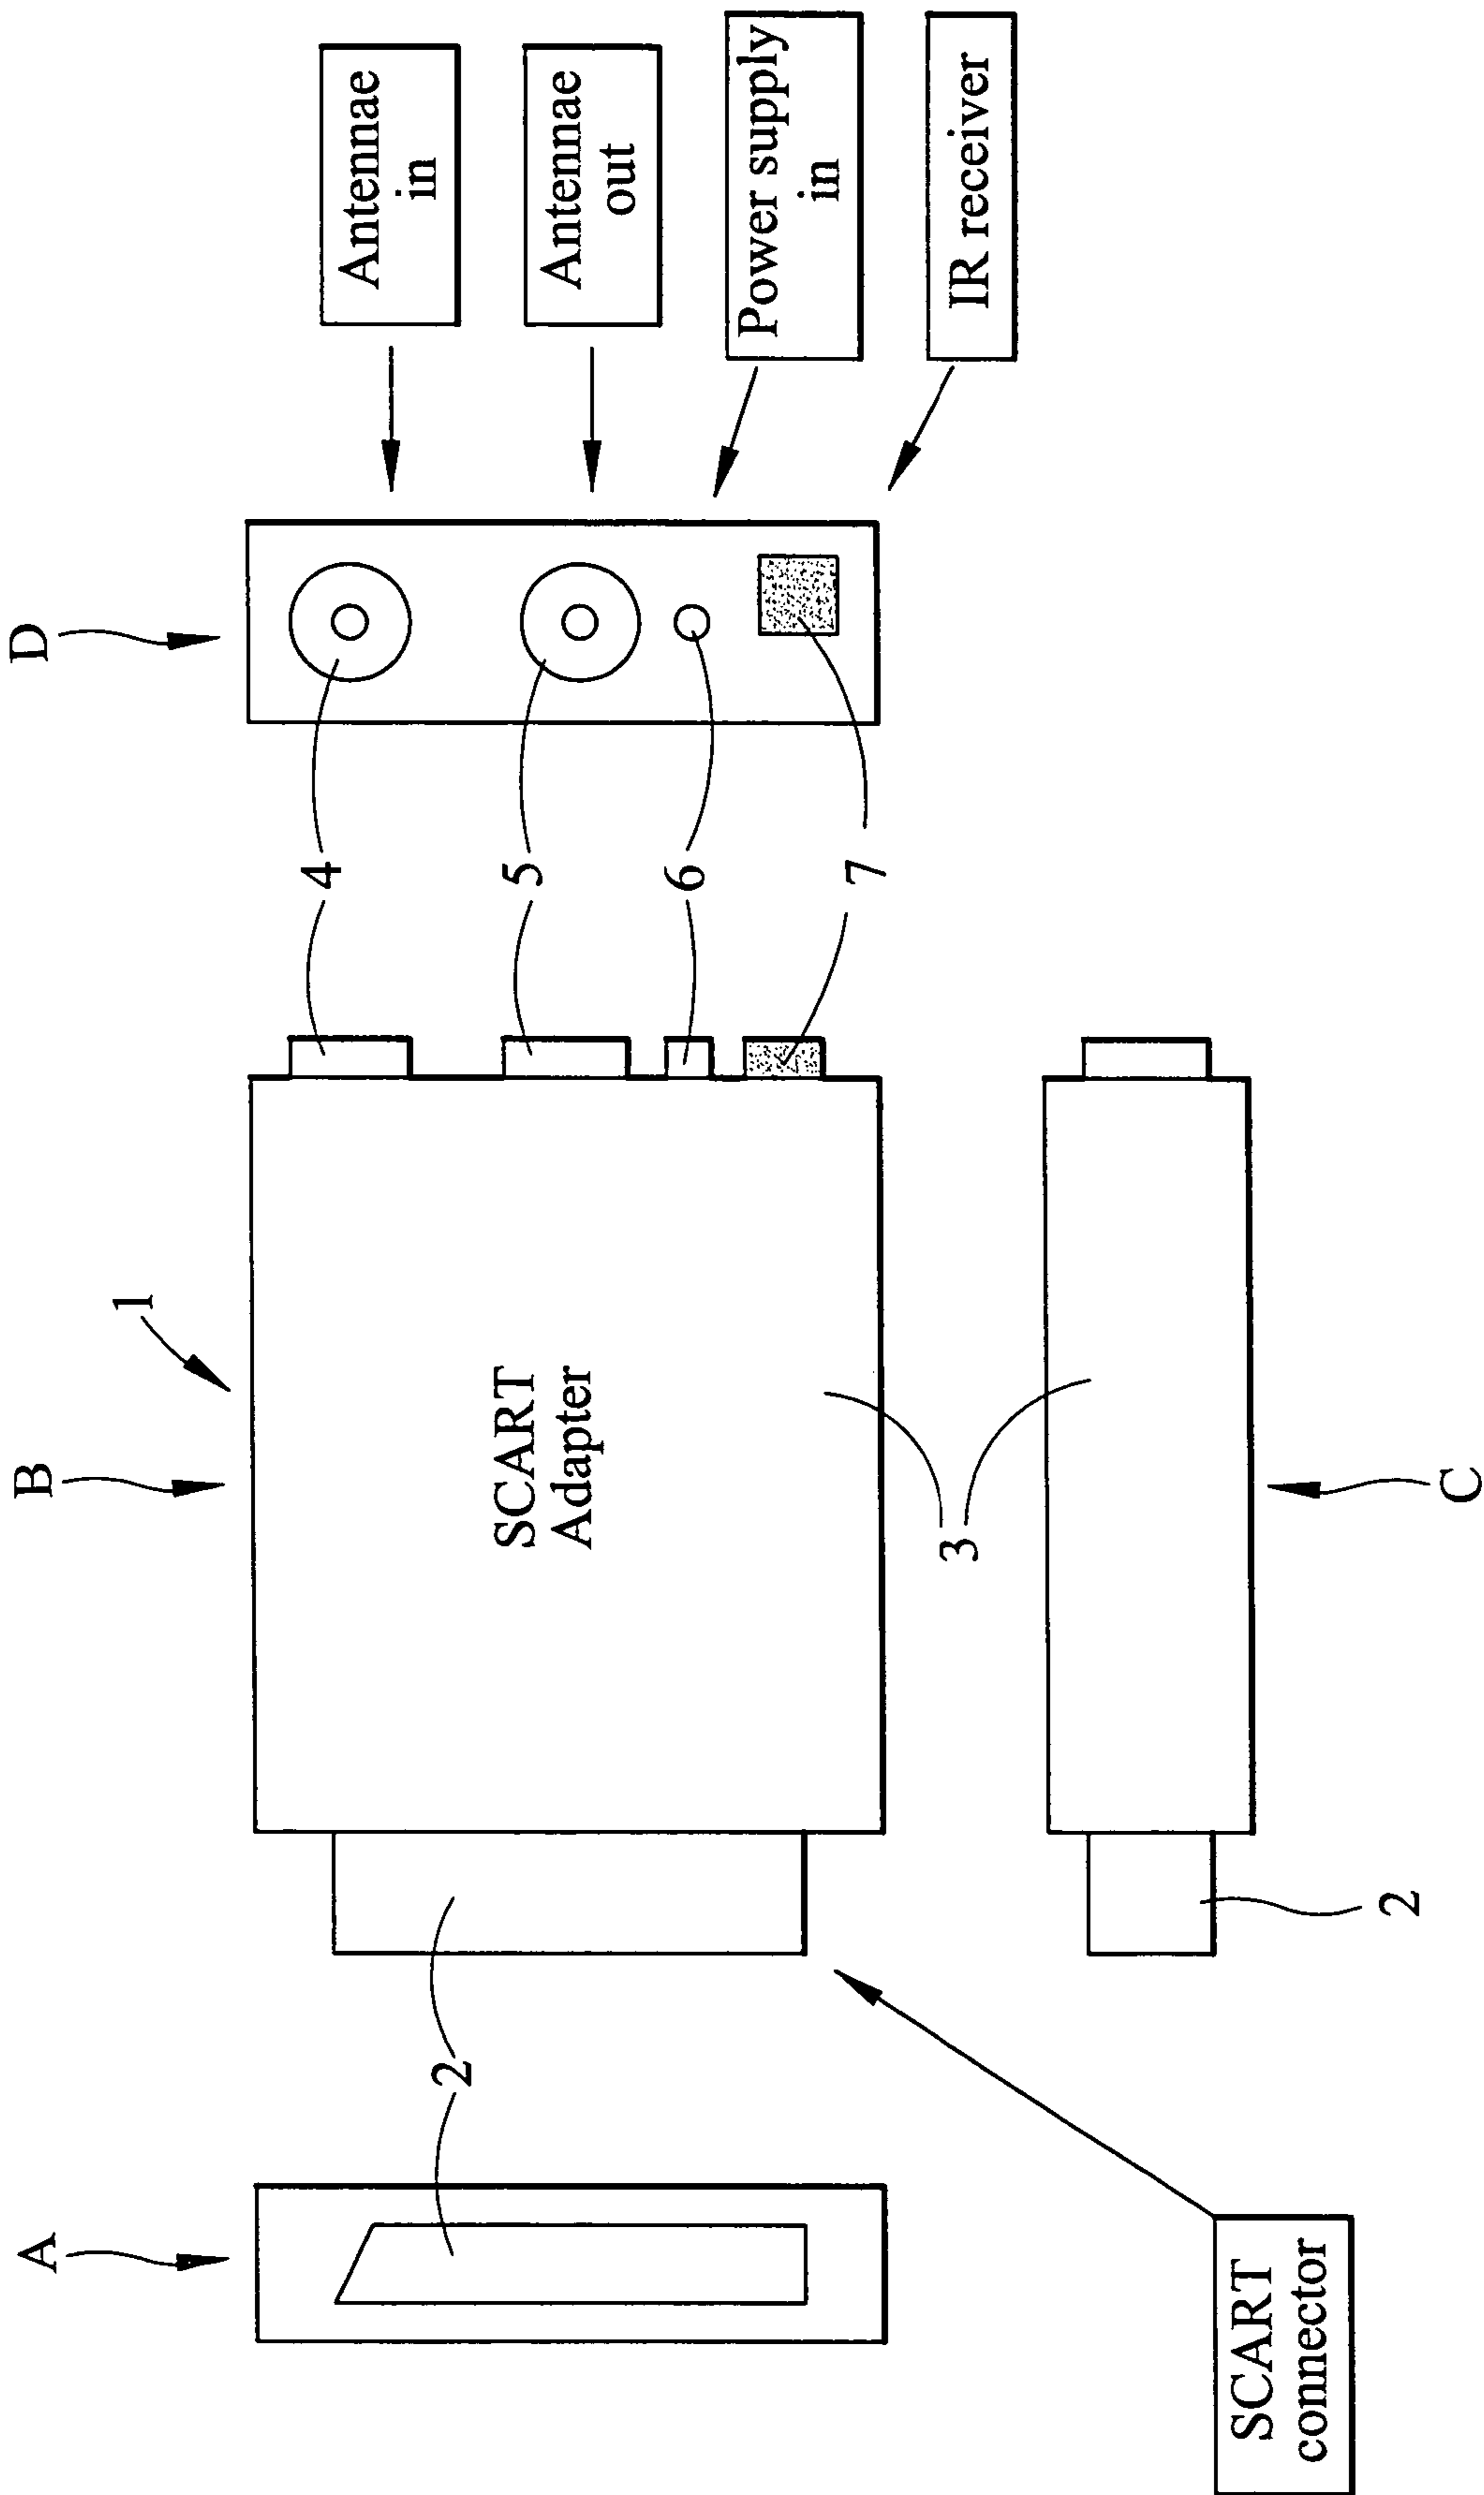 A
B
D
1
4
Antennae
in
2
SCART
Adapter
5
Antennae
out
6
Power supply
in
7
3
IR receiver
SCART
connector
2
C